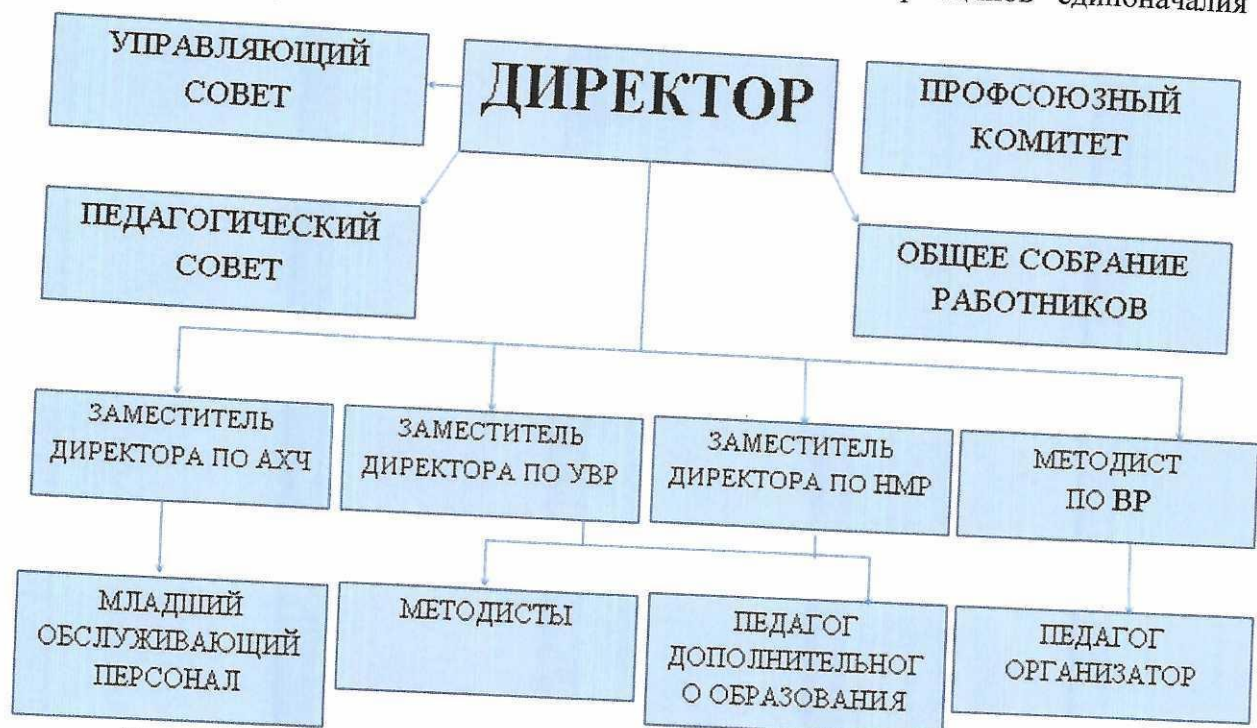 единоначалия
УПРАВЛЯЮЩИЙ
СОВЕТ
ДИРЕКТОР
ПРОФСОЮЗНЫЙ
КОМИТЕТ
ПЕДАГОГИЧЕСКИЙ
СОВЕТ
ОБЩЕЕ СОБРАНИЕ
РАБОТНИКОВ
ЗАМЕСТИТЕЛЬ
ДИРЕКТОРА ПО АХЧ
ЗАМЕСТИТЕЛЬ
ДИРЕКТОРА ПО УВР
ЗАМЕСТИТЕЛЬ
ДИРЕКТОРА ПО НМР
МЕТОДИСТ
ПО ВР
МЛАДШИЙ
ОБСЛУЖИВАЮЩИЙ
ПЕРСОНАЛ
МЕТОДИСТЫ
ПЕДАГОГ
ДОПОЛНИТЕЛЬНОГ
О ОБРАЗОВАНИЯ
ПЕДАГОГ
ОРГАНИЗАТОР